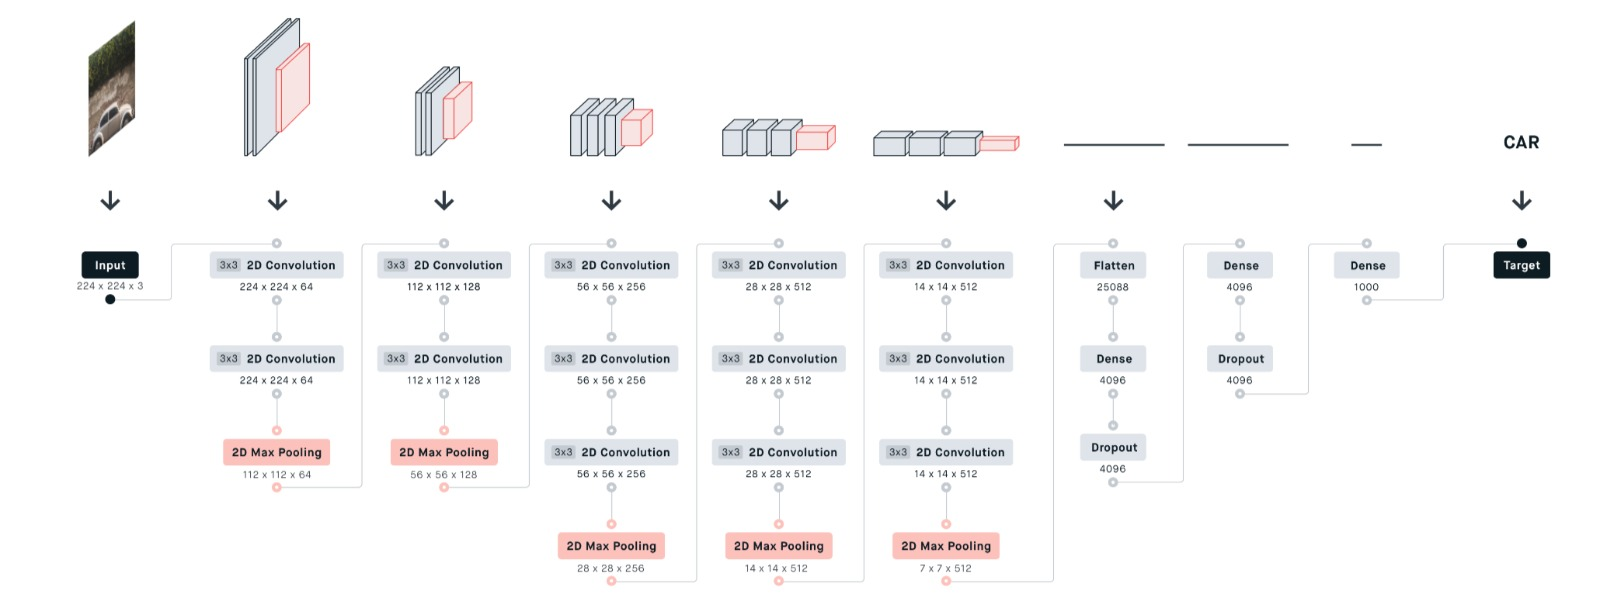 CAR
Input
224 x 224 x 3
3x3 2D Convolution
224 x 224 x 64
3x3 2D Convolution
224 x 224 x 64
2D Max Pooling
112 x 112 x 64
3x3 2D Convolution
112 x 112 x 128
3x3 2D Convolution
112 x 112 x 128
2D Max Pooling
56 x 56 x 128
3x3 2D Convolution
56 x 56 x 256
3x3 2D Convolution
56 x 56 x 256
3x3 2D Convolution
56 x 56 x 256
2D Max Pooling
28 x 28 x 256
3x3 2D Convolution
28 x 28 x 512
3x3 2D Convolution
28 x 28 x 512
3x3 2D Convolution
28 x 28 x 512
2D Max Pooling
14 x 14 x 512
3x3 2D Convolution
14 x 14 x 512
3x3 2D Convolution
14 x 14 x 512
3x3 2D Convolution
14 x 14 x 512
2D Max Pooling
7 x 7 x 512
Flatten
25088
Dense
4096
Dropout
4096
Dense
4096
Dropout
4096
Dense
1000
Target